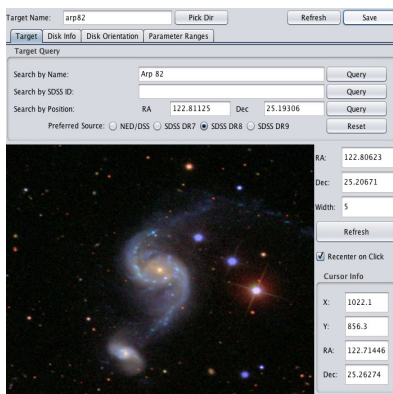 Target Name: arp82 Pick Dir Refresh Save
Target Disk Info Disk Orientation Parameter Ranges
Target Query
Search by Name: Arp 82 Query
Search by SDSS ID: Query
Search by Position: RA 122.81125 Dec 25.19306 Query
Preferred Source: NED/DSS SDSS DR7 SDSS DR8 SDSS DR9 Reset
RA: 122.80623
Dec: 25.20671
Width: 5
Refresh
Recenter on Click
Cursor Info
X: 1022.1
Y: 856.3
RA: 122.71446
Dec: 25.26274